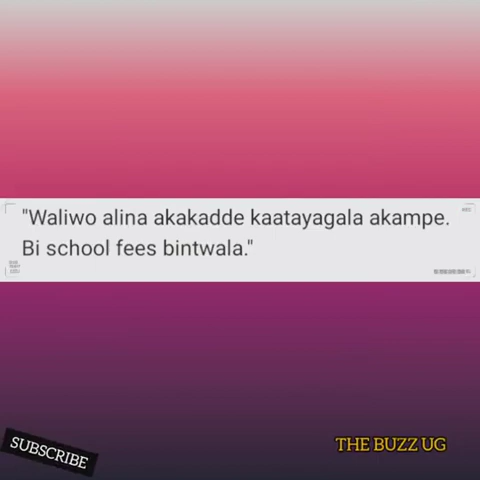 "Waliwo alina akakadde kaatayagala akampe.
Bi school fees bintwala."
SUBSCRIBE
THE BUZZ UG